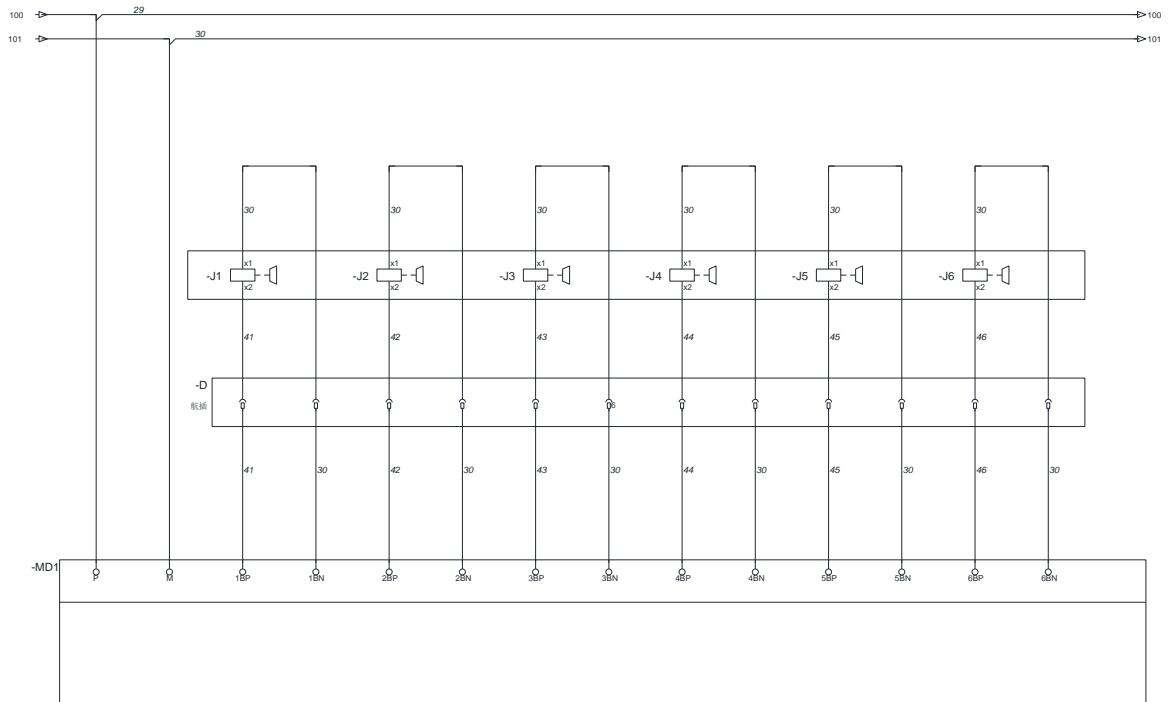 29
100 100
30
101 101
30 30 30 30 30 30
x1 x1 x1 x1 x1 x1
-J1 -J2 -J3 -J4 -J5 -J6
x2 x2 x2 x2 x2 x2
41 42 43 44 45 46
-D
航插 6
41 30 42 30 43 30 44 30 45 30 46 30
-MD1
P M 1BP 1BN 2BP 2BN 3BP 3BN 4BP 4BN 5BP 5BN 6BP 6BN